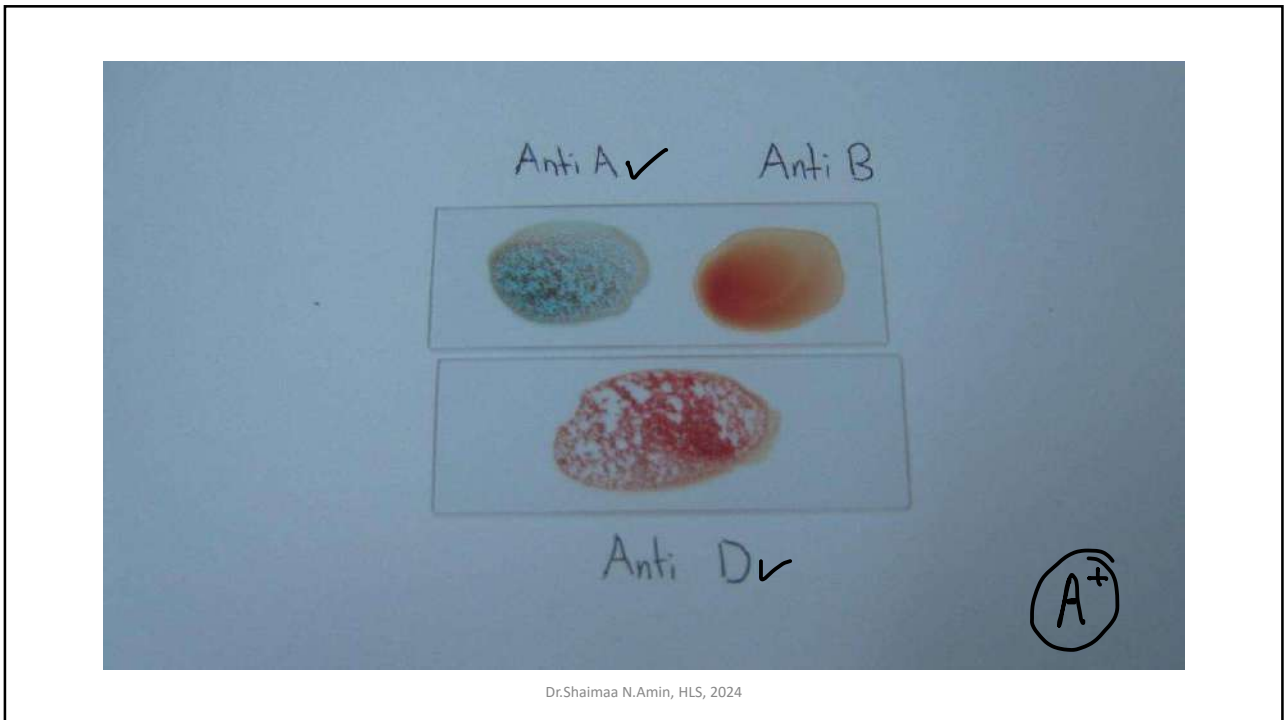 Anti A ✓ Anti B
Anti D ✓
A⁺
Dr.Shaimaa N.Amin, HLS, 2024